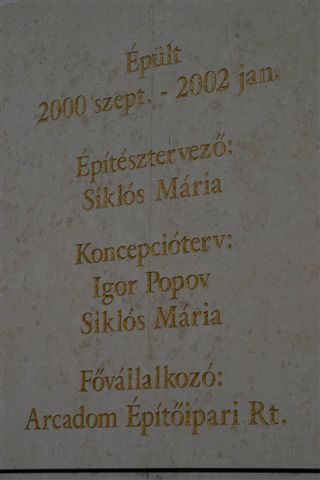 Épült
2000 szept. - 2002 jan.
Építésztervező:
Siklós Mária
Koncepcióterv:
Igor Popov
Siklós Mária
Fővállalkozó:
Arcadom Építőipari Rt.